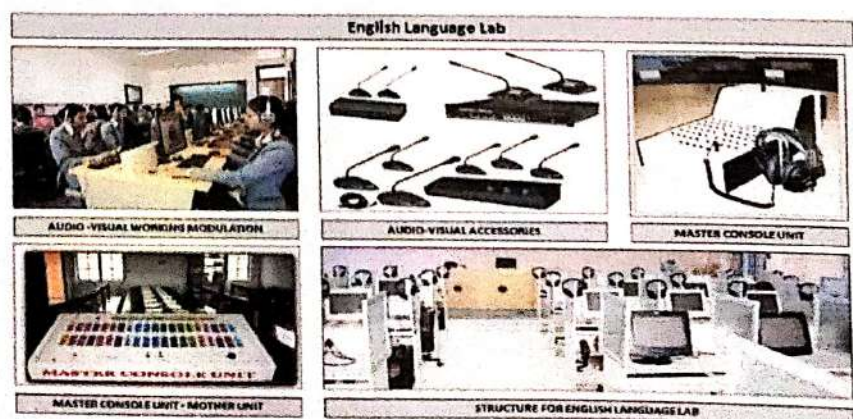 English Language Lab
AUDIO -VISUAL WORKING MODULATION
AUDIO-VISUAL ACCESSORIES
MASTER CONSOLE UNIT
MASTER CONSOLE UNIT
MASTER CONSOLE UNIT - MOTHER UNIT
STRUCTURE FOR ENGLISH LANGUAGE LAB